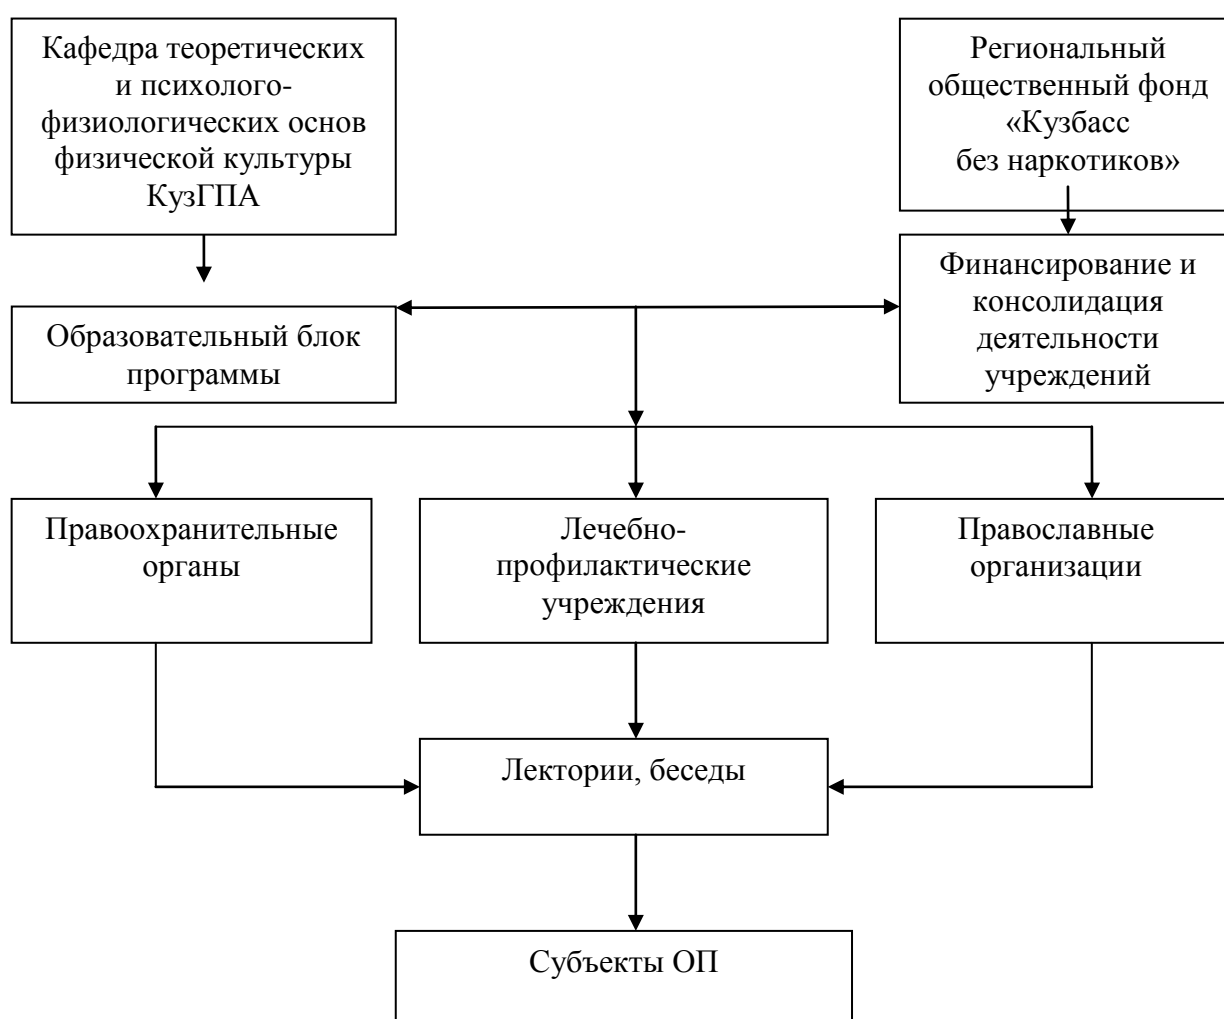 Кафедра теоретических
и психолого-
физиологических основ
физической культуры
КузГПА
Региональный
общественный фонд
«Кузбасс
без наркотиков»
Образовательный блок
программы
Финансирование и
консолидация
деятельности
учреждений
Правоохранительные
органы
Лечебно-
профилактические
учреждения
Православные
организации
Лектории, беседы
Субъекты ОП